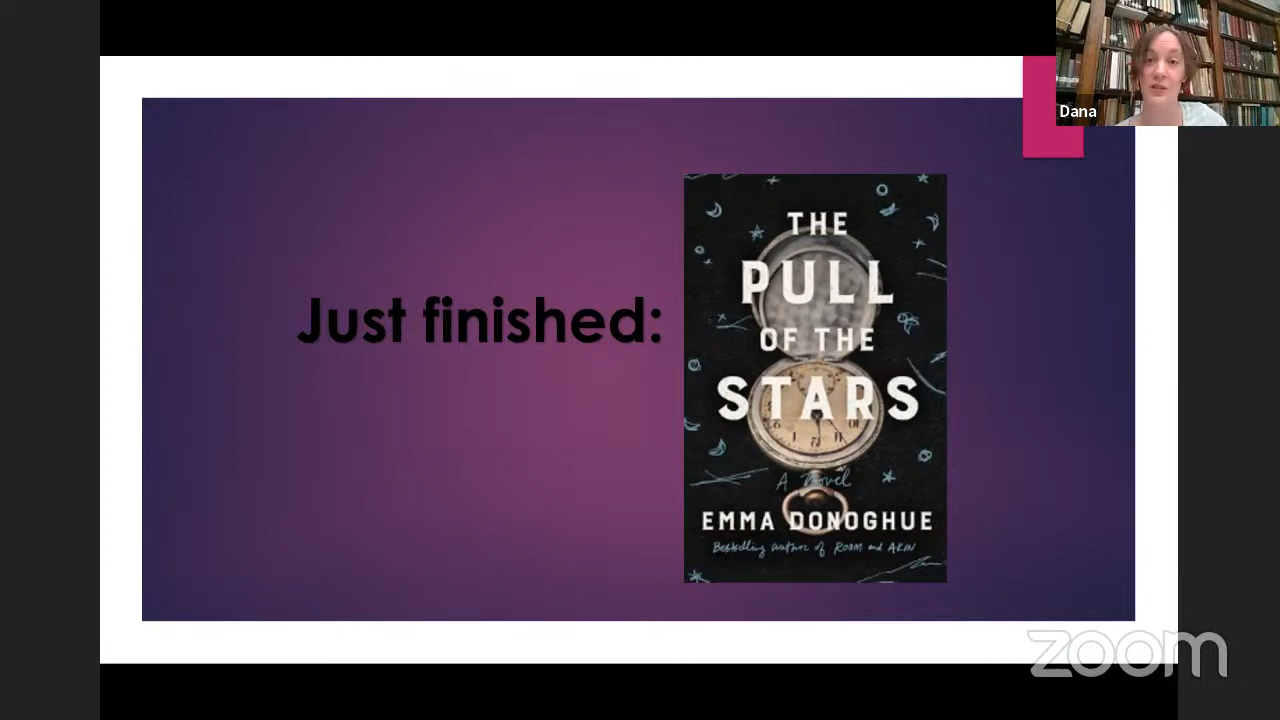 Dana
Just finished:
THE
PULL
OF THE
STARS
A Novel
EMMA DONOGHUE
Bestselling author of ROOM and AKIN
zoom